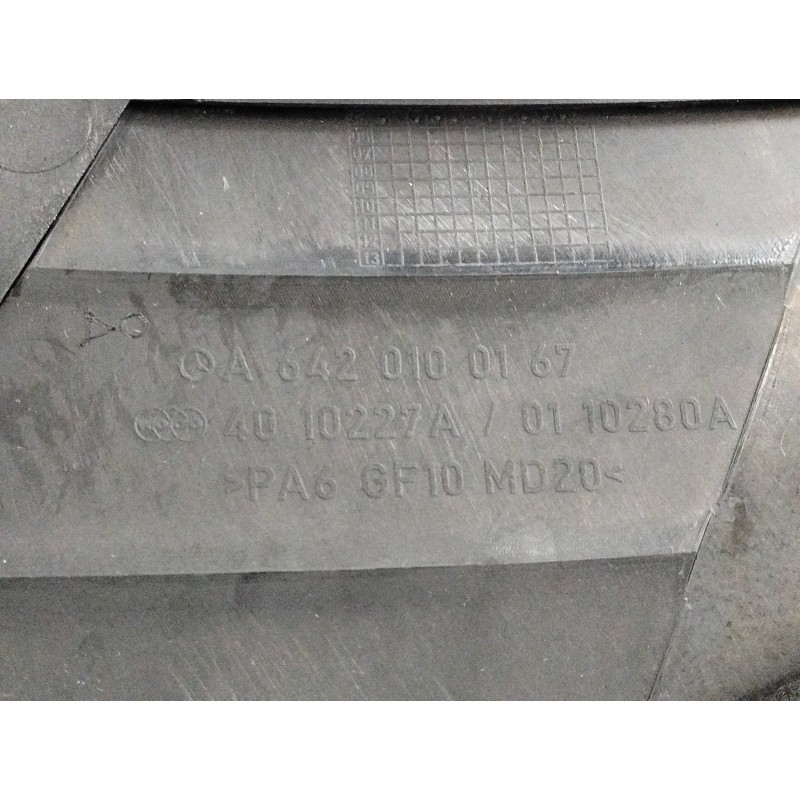 A 642 010 01 67
40 10227A / 01 10280A
>PA6 GF10 MD20<